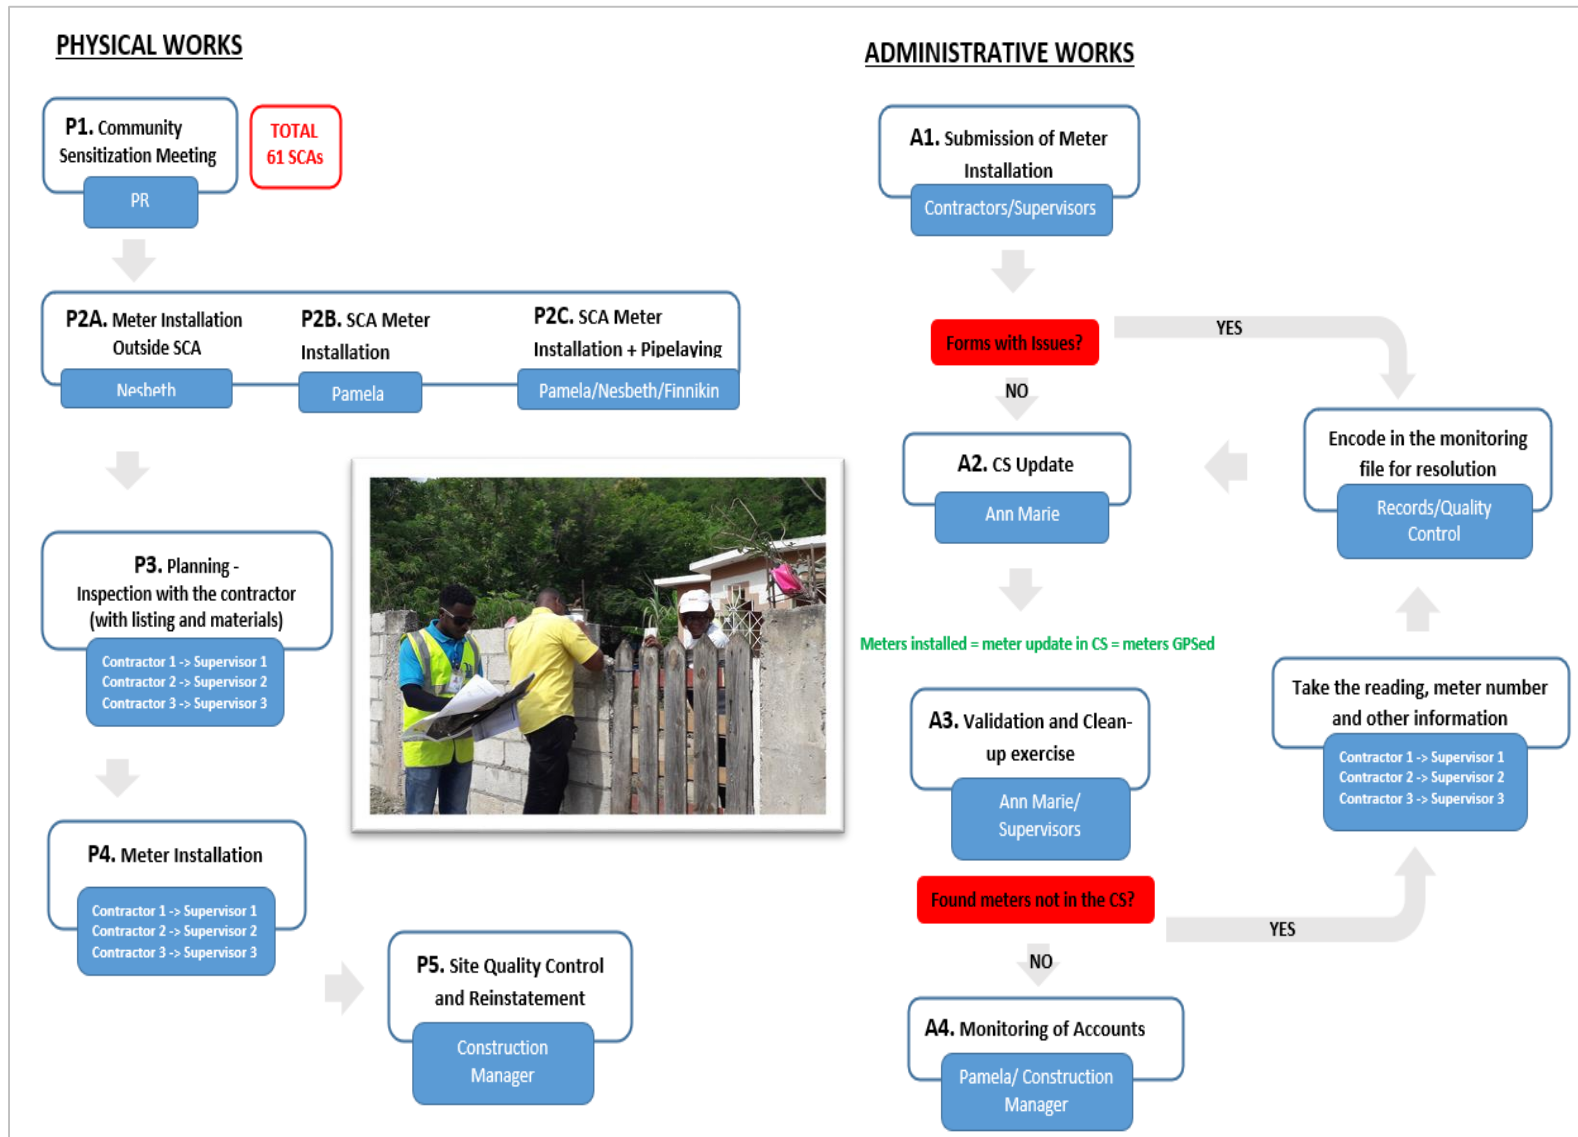 PHYSICAL WORKS
P1. Community
Sensitization Meeting
PR
TOTAL
61 SCAs
P2A. Meter Installation
Outside SCA
Nesbeth
P2B. SCA Meter
Installation
Pamela
P2C. SCA Meter
Installation + Pipelaying
Pamela/Nesbeth/Finnikin
P3. Planning -
Inspection with the contractor
(with listing and materials)
Contractor 1 -> Supervisor 1
Contractor 2 -> Supervisor 2
Contractor 3 -> Supervisor 3
P4. Meter Installation
Contractor 1 -> Supervisor 1
Contractor 2 -> Supervisor 2
Contractor 3 -> Supervisor 3
P5. Site Quality Control
and Reinstatement
Construction
Manager
ADMINISTRATIVE WORKS
A1. Submission of Meter
Installation
Contractors/Supervisors
Forms with Issues?
YES
NO
A2. CS Update
Ann Marie
Encode in the monitoring
file for resolution
Records/Quality
Control
Meters installed = meter update in CS = meters GPSed
A3. Validation and Clean-
up exercise
Ann Marie/
Supervisors
Take the reading, meter number
and other information
Contractor 1 -> Supervisor 1
Contractor 2 -> Supervisor 2
Contractor 3 -> Supervisor 3
Found meters not in the CS?
YES
NO
A4. Monitoring of Accounts
Pamela/ Construction
Manager